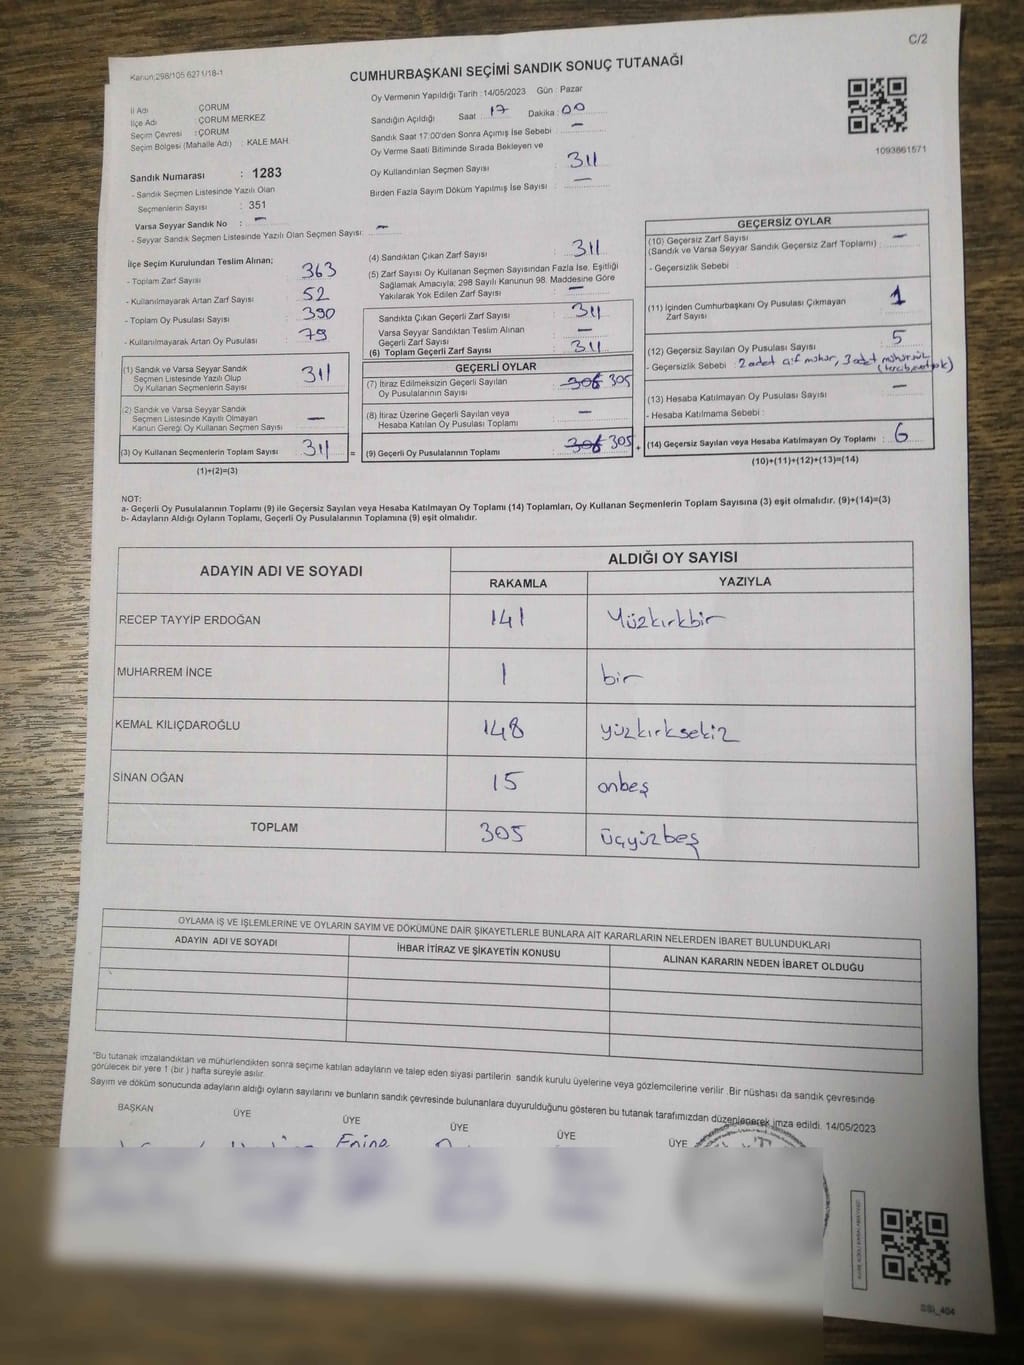 C/2
Kanun:298/105 6271/18-1
CUMHURBAŞKANI SEÇİMİ SANDIK SONUÇ TUTANAĞI
İl Adı ÇORUM
İlçe Adı ÇORUM MERKEZ
Seçim Çevresi : ÇORUM
Seçim Bölgesi (Mahalle Adı) : KALE MAH.
Sandık Numarası : 1283
- Sandık Seçmen Listesinde Yazılı Olan
Seçmenlerin Sayısı : 351
Varsa Seyyar Sandık No : -
- Seyyar Sandık Seçmen Listesinde Yazılı Olan Seçmen Sayısı: -
Oy Vermenin Yapıldığı Tarih : 14/05/2023 Gün : Pazar
Sandığın Açıldığı Saat : 17 Dakika : 00
Sandık Saat 17:00'den Sonra Açımış İse Sebebi : -
Oy Verme Saati Bitiminde Sırada Bekleyen ve
Oy Kullandırılan Seçmen Sayısı : 311
Birden Fazla Sayım Döküm Yapılmış İse Sayısı : -
1093861571
İlçe Seçim Kurulundan Teslim Alınan;
- Toplam Zarf Sayısı : 363
- Kullanılmayarak Artan Zarf Sayısı : 52
- Toplam Oy Pusulası Sayısı : 390
- Kullanılmayarak Artan Oy Pusulası : 79
(1) Sandık ve Varsa Seyyar Sandık
Seçmen Listesinde Yazılı Olup
Oy Kullanan Seçmenlerin Sayısı : 311
(2) Sandık ve Varsa Seyyar Sandık
Seçmen Listesinde Kayıtlı Olmayan
Kanun Gereği Oy Kullanan Seçmen Sayısı : -
(3) Oy Kullanan Seçmenlerin Toplam Sayısı : 311
(1)+(2)=(3)
(4) Sandıktan Çıkan Zarf Sayısı : 311
(5) Zarf Sayısı Oy Kullanan Seçmen Sayısından Fazla İse, Eşitliği
Sağlamak Amacıyla; 298 Sayılı Kanunun 98. Maddesine Göre
Yakılarak Yok Edilen Zarf Sayısı : -
Sandıkta Çıkan Geçerli Zarf Sayısı : 311
Varsa Seyyar Sandıktan Teslim Alınan
Geçerli Zarf Sayısı : -
(6) Toplam Geçerli Zarf Sayısı : 311
GEÇERLİ OYLAR
(7) İtiraz Edilmeksizin Geçerli Sayılan
Oy Pusulalarının Sayısı : 306 305
(8) İtiraz Üzerine Geçerli Sayılan veya
Hesaba Katılan Oy Pusulası Toplamı : -
= (9) Geçerli Oy Pusulalarının Toplamı : 306 305 +
GEÇERSİZ OYLAR
(10) Geçersiz Zarf Sayısı
(Sandık ve Varsa Seyyar Sandık Geçersiz Zarf Toplamı) : -
- Geçersizlik Sebebi :
(11) İçinden Cumhurbaşkanı Oy Pusulası Çıkmayan
Zarf Sayısı : 1
(12) Geçersiz Sayılan Oy Pusulası Sayısı : 5
- Geçersizlik Sebebi : 2 adet çif mühür, 3 adet mühürsüz
(13) Hesaba Katılmayan Oy Pusulası Sayısı : -
- Hesaba Katılmama Sebebi :
(14) Geçersiz Sayılan veya Hesaba Katılmayan Oy Toplamı : 6
(10)+(11)+(12)+(13)=(14)
NOT:
a- Geçerli Oy Pusulalarının Toplamı (9) ile Geçersiz Sayılan veya Hesaba Katılmayan Oy Toplamı (14) Toplamları, Oy Kullanan Seçmenlerin Toplam Sayısına (3) eşit olmalıdır. (9)+(14)=(3)
b- Adayların Aldığı Oyların Toplamı, Geçerli Oy Pusulalarının Toplamına (9) eşit olmalıdır.
ADAYIN ADI VE SOYADI ALDIĞI OY SAYISI
RAKAMLA YAZIYLA
RECEP TAYYİP ERDOĞAN 141 Yüzkırkbir
MUHARREM İNCE 1 bir
KEMAL KILIÇDAROĞLU 148 yüzkırksekiz
SİNAN OĞAN 15 onbeş
TOPLAM 305 üçyüzbeş
OYLAMA İŞ VE İŞLEMLERİNE VE OYLARIN SAYIM VE DÖKÜMÜNE DAİR ŞİKAYETLERLE BUNLARA AİT KARARLARIN NELERDEN İBARET BULUNDUKLARI
ADAYIN ADI VE SOYADI İHBAR İTİRAZ VE ŞİKAYETİN KONUSU ALINAN KARARIN NEDEN İBARET OLDUĞU
*Bu tutanak imzalandıktan ve mühürlendikten sonra seçime katılan adayların ve talep eden siyasi partilerin sandık kurulu üyelerine veya gözlemcilerine verilir. Bir nüshası da sandık çevresinde
görülecek bir yere 1 (bir) hafta süreyle asılır.
Sayım ve döküm sonucunda adayların aldığı oyların sayılarını ve bunların sandık çevresinde bulunanlara duyurulduğunu gösteren bu tutanak tarafımızdan düzenlenerek imza edildi. 14/05/2023
BAŞKAN ÜYE ÜYE ÜYE ÜYE ÜYE
SSİ_404